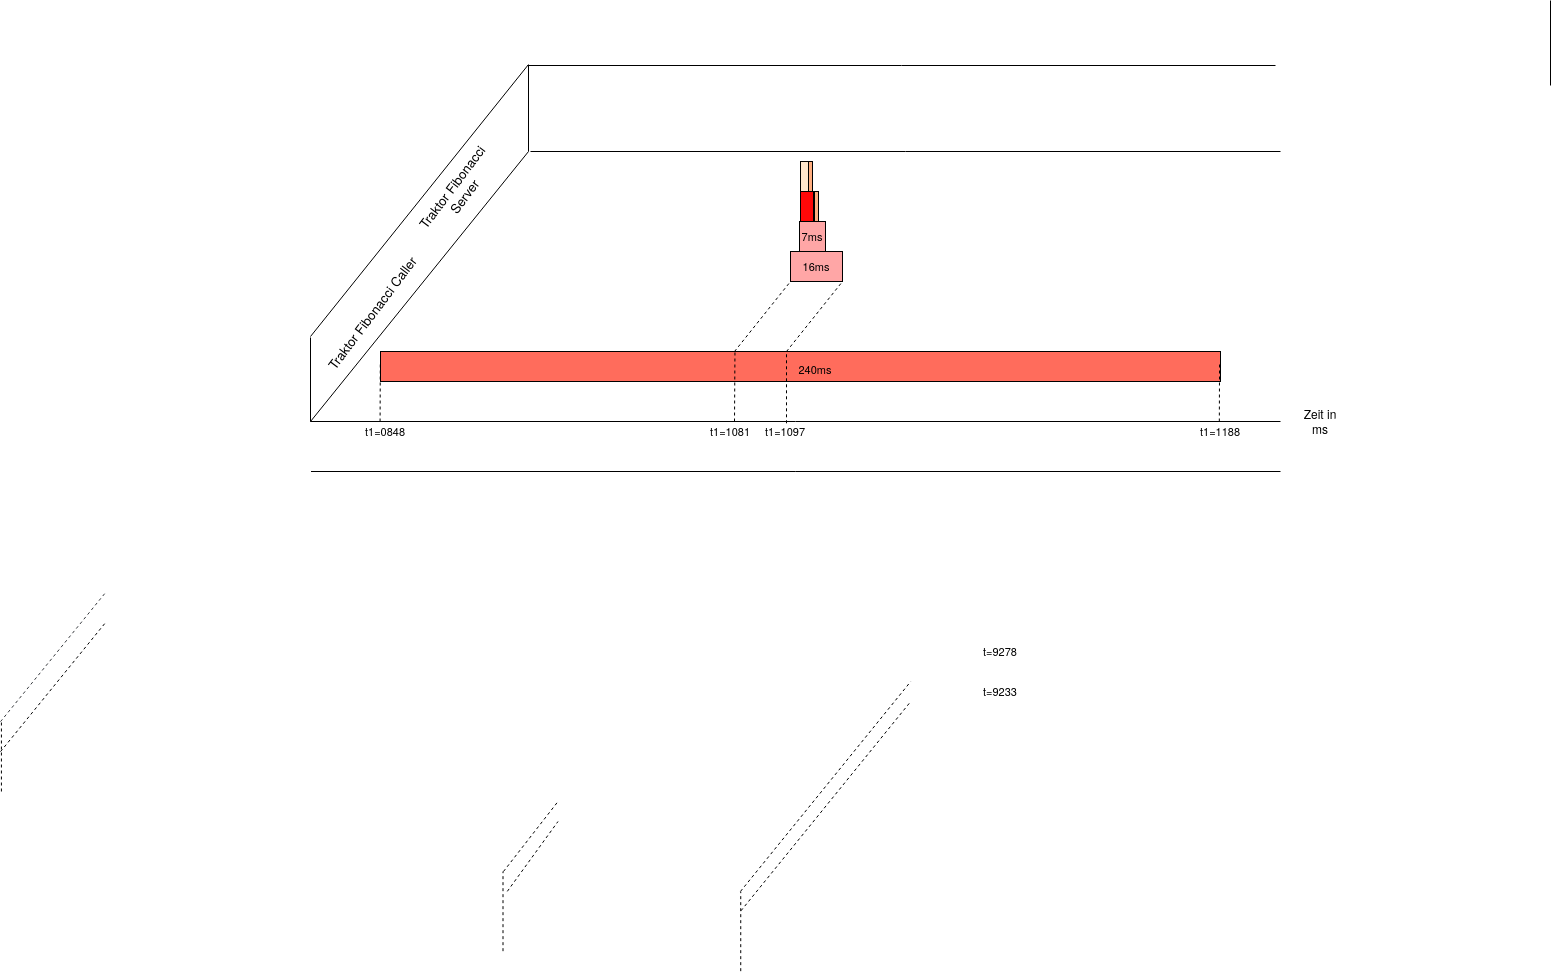 Traktor Fibonacci
Server
Traktor Fibonacci Caller
7ms
16ms
240ms
Zeit in
ms
t1=0848
t1=1081
t1=1097
t1=1188
t=9278
t=9233